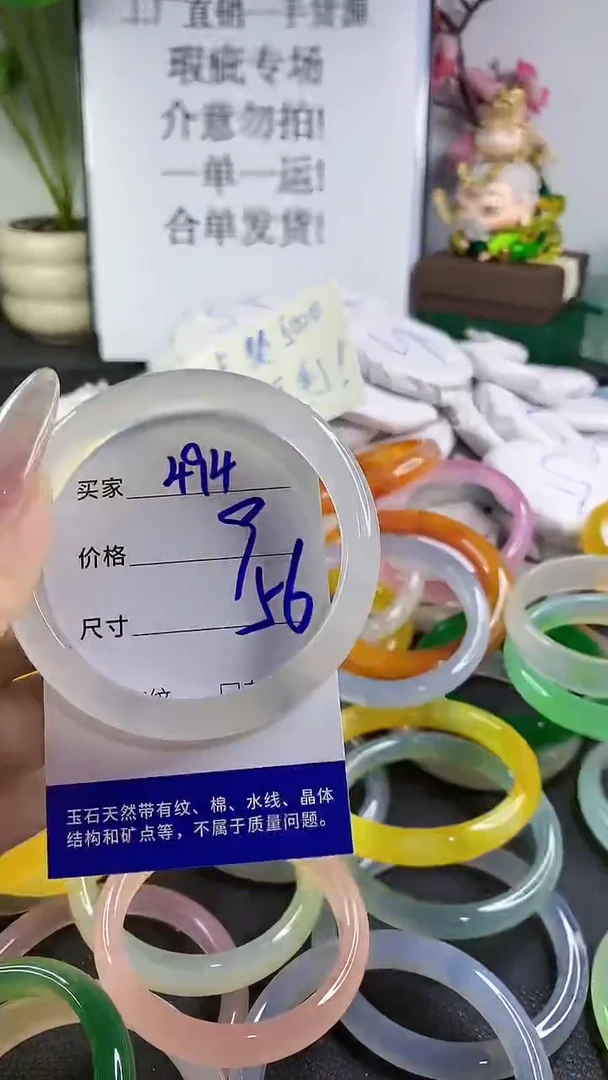 工厂直销一手货源
瑕疵专场
介意勿拍!
一单一运!
合单发货!
买家 494
价格 9
尺寸 56
纹
玉石天然带有纹、棉、水线、晶体
结构和矿点等，不属于质量问题。